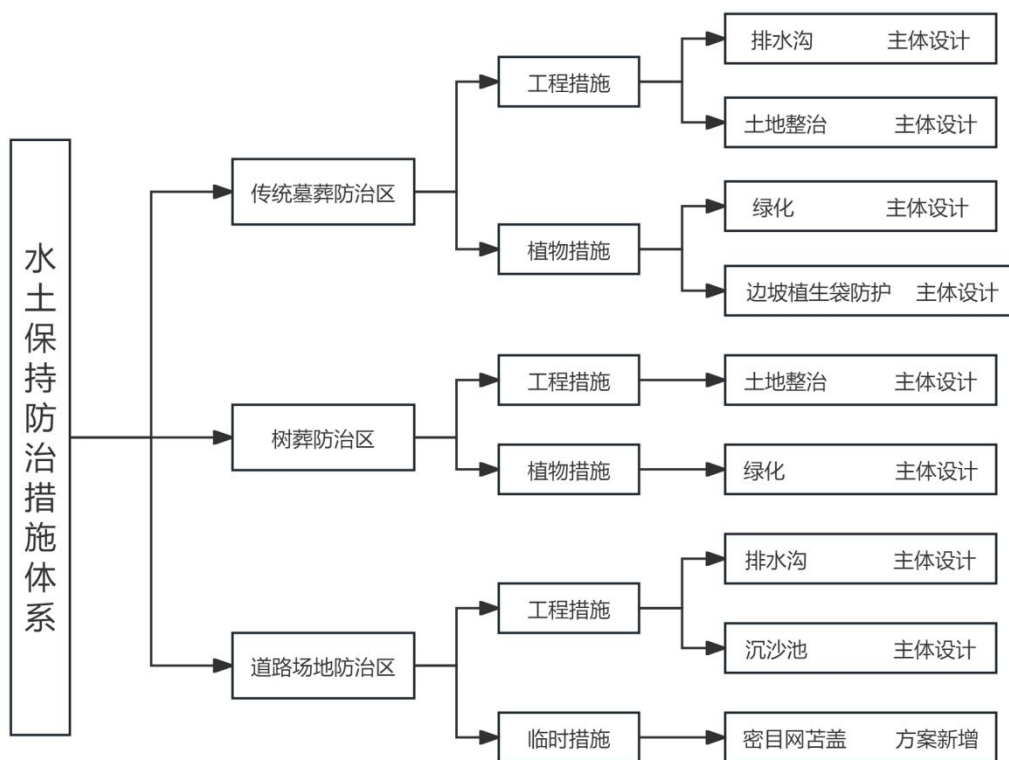 水土保持防治措施体系
传统墓葬防治区
工程措施
排水沟 主体设计
土地整治 主体设计
植物措施
绿化 主体设计
边坡植生袋防护 主体设计
树葬防治区
工程措施
土地整治 主体设计
植物措施
绿化 主体设计
道路场地防治区
工程措施
排水沟 主体设计
沉沙池 主体设计
临时措施
密目网苫盖 方案新增